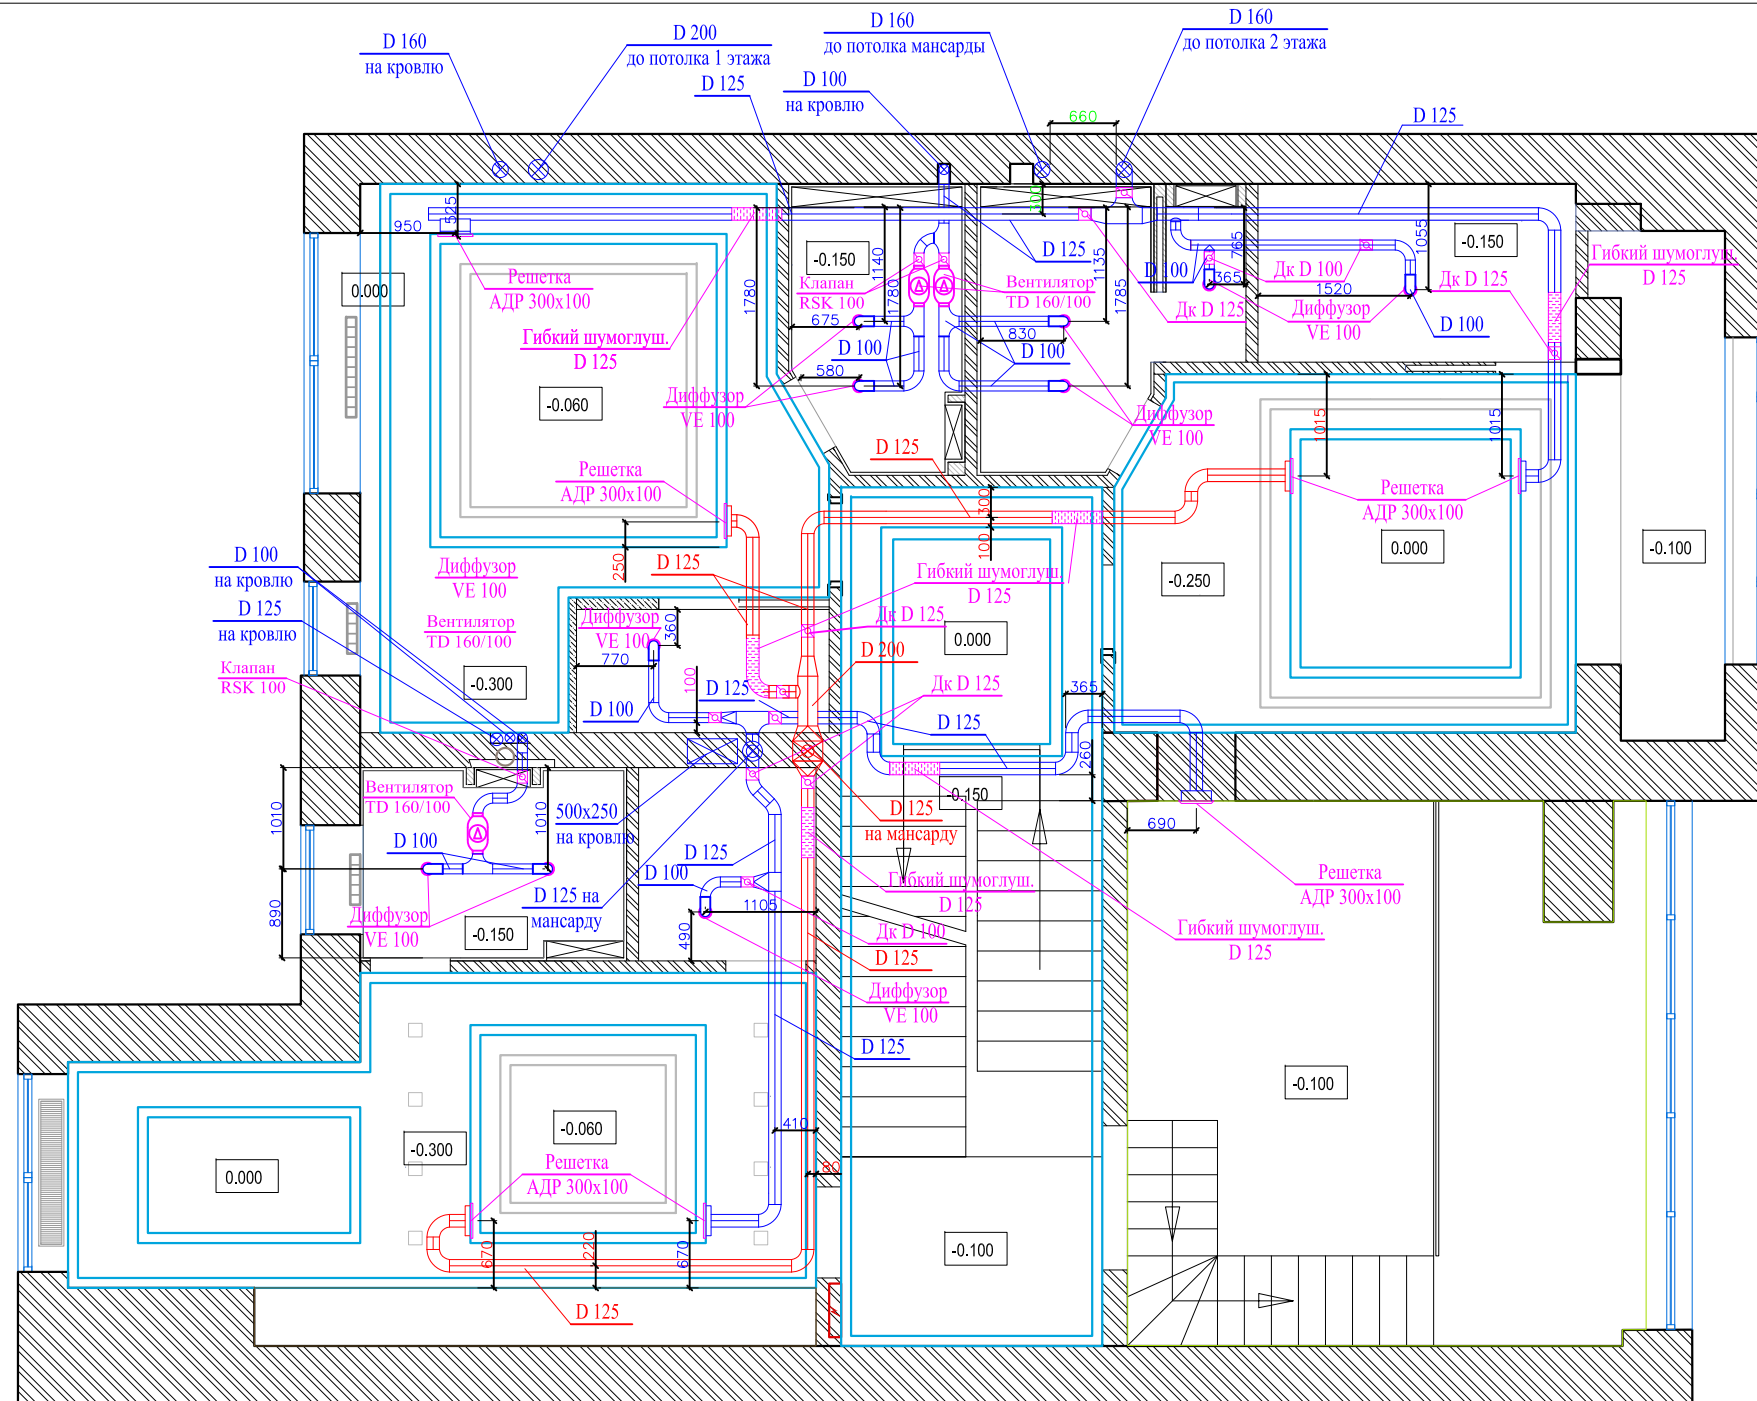 D 160
на кровлю
D 200
до потолка 1 этажа
D 125
D 160
до потолка мансарды
D 100
на кровлю
D 160
до потолка 2 этажа
660
D 125
300
525
950
0.000
Решетка
АДР 300х100
Гибкий шумоглуш.
D 125
-0.060
1780
-0.150
1140
1780
Клапан
RSK 100
675
D 100
580
Диффузор
VE 100
Вентилятор
TD 160/100
D 125
1135
1785
830
D 100
Диффузор
VE 100
D 100
765
365
Дк D 100
Дк D 125
1055
1520
-0.150
Дк D 125
Диффузор
VE 100
D 100
Гибкий шумоглуш.
D 125
D 125
Решетка
АДР 300х100
1015
1015
Решетка
АДР 300х100
0.000
-0.100
-0.250
300
100
250
D 125
Гибкий шумоглуш.
D 125
D 100
на кровлю
D 125
на кровлю
Клапан
RSK 100
Диффузор
VE 100
Вентилятор
TD 160/100
-0.300
Диффузор
VE 100
360
770
100
D 100
D 125
Дк D 125
D 200
0.000
Дк D 125
D 125
365
260
-0.150
690
Решетка
АДР 300х100
Гибкий шумоглуш.
D 125
1010
Вентилятор
TD 160/100
1010
D 100
890
Диффузор
VE 100
-0.150
500х250
на кровлю
D 125 на
мансарду
D 125
D 100
1105
490
D 125
на мансарду
Гибкий шумоглуш.
D 125
Дк D 100
D 125
Диффузор
VE 100
D 125
-0.100
410
80
-0.060
-0.300
0.000
Решетка
АДР 300х100
670
220
670
D 125
-0.100